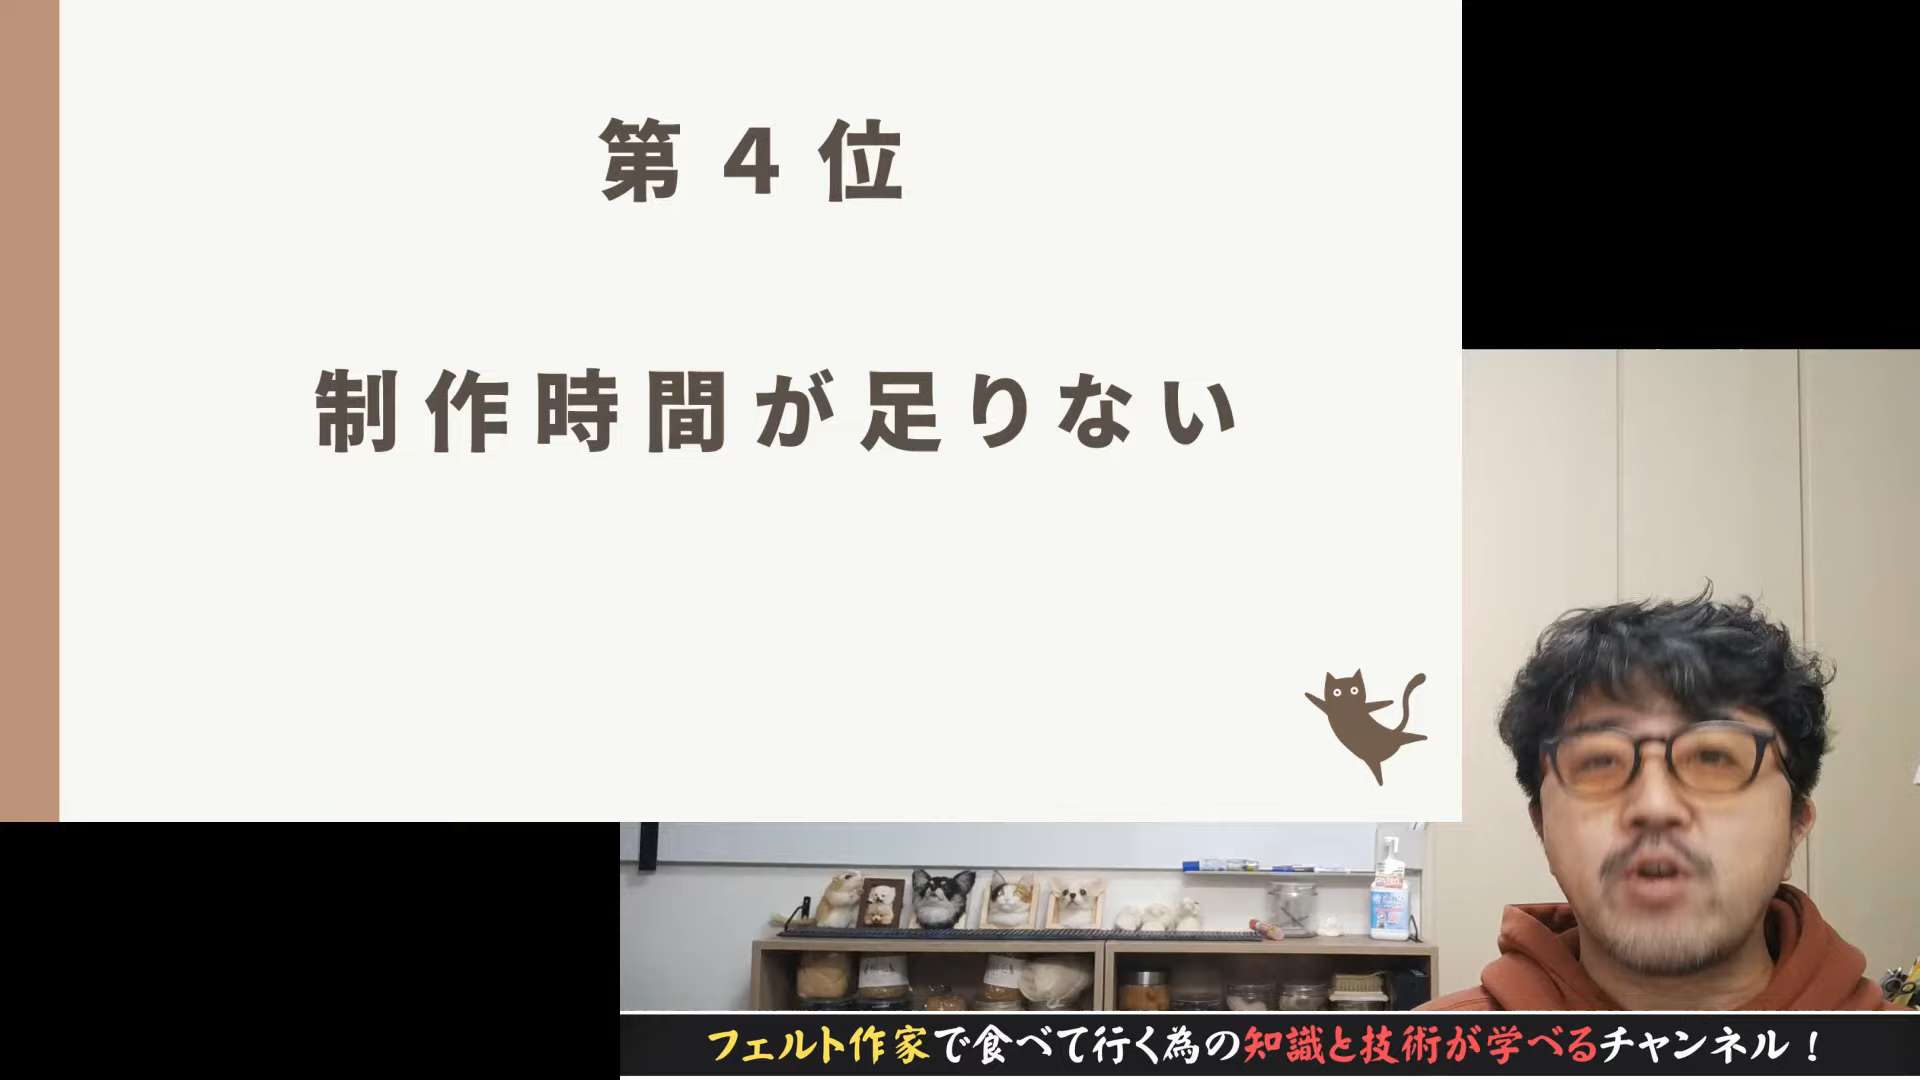 第4位
制作時間が足りない
フェルト作家で食べて行く為の知識と技術が学べるチャンネル！